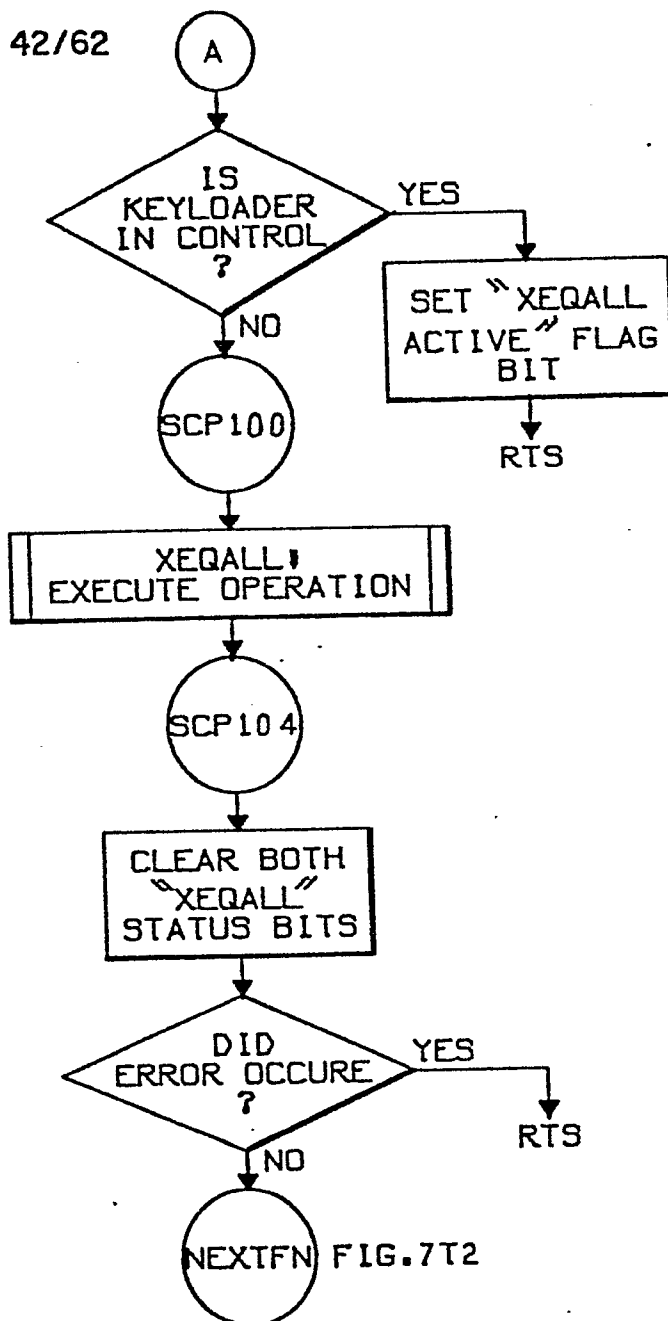 42/62
A
IS
KEYLOADER
IN CONTROL
?
YES
NO
SET "XEQALL
ACTIVE" FLAG
BIT
RTS
SCP100
XEQALL;
EXECUTE OPERATION
SCP104
CLEAR BOTH
"XEQALL"
STATUS BITS
DID
ERROR OCCURE
?
YES
RTS
NO
NEXTFN FIG.7T2